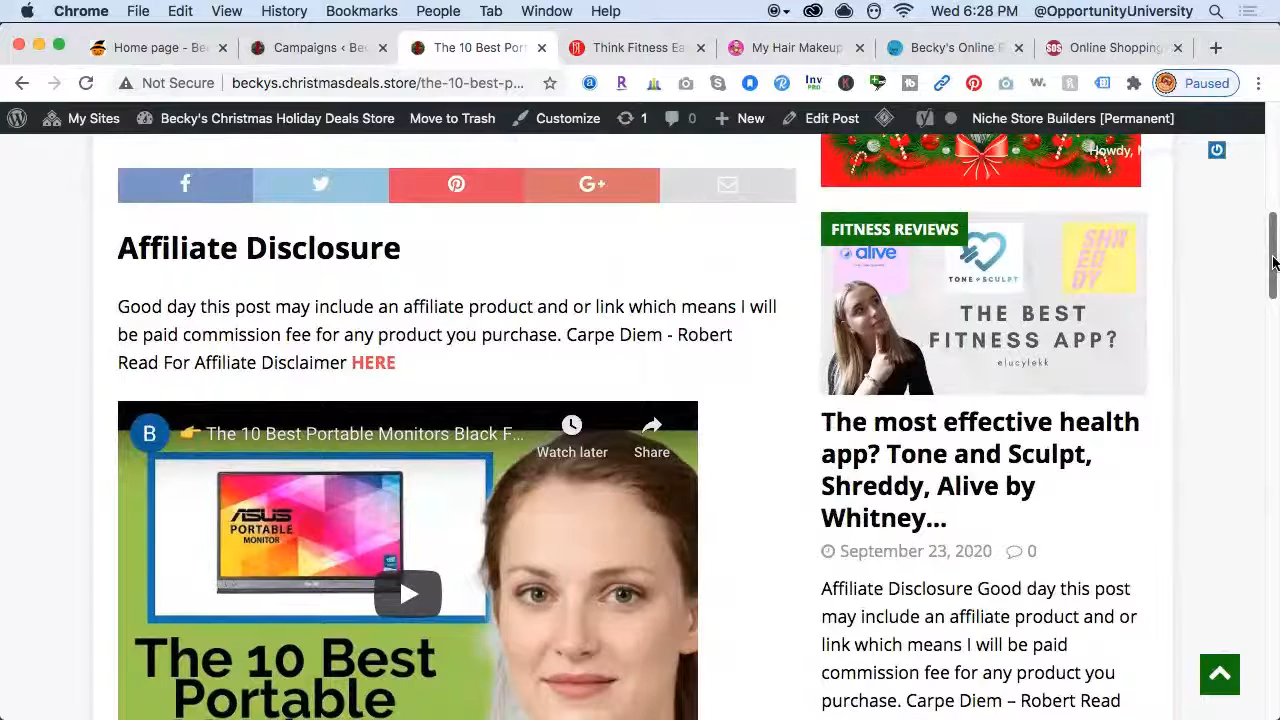 Chrome File Edit View History Bookmarks People Tab Window Help Wed 6:28 PM @OpportunityUniversity
Home page - Be Campaigns ‹ Be The 10 Best Por Think Fitness Ea My Hair Makeup Becky's Online Online Shopping
Not Secure beckys.christmasdeals.store/the-10-best-p... Inv PRO tb w. Paused
My Sites Becky's Christmas Holiday Deals Store Move to Trash Customize 1 0 New Edit Post Niche Store Builders [Permanent]
Howdy,
Affiliate Disclosure
Good day this post may include an affiliate product and or link which means I will
be paid commission fee for any product you purchase. Carpe Diem - Robert
Read For Affiliate Disclaimer HERE
B 👉 The 10 Best Portable Monitors Black F...
Watch later Share
ASUS
PORTABLE
MONITOR
The 10 Best
Portable
FITNESS REVIEWS
alive
TONE SCULPT
SHR
ED
DY
THE BEST
FITNESS APP?
elucylekk
The most effective health
app? Tone and Sculpt,
Shreddy, Alive by
Whitney...
September 23, 2020 0
Affiliate Disclosure Good day this post
may include an affiliate product and or
link which means I will be paid
commission fee for any product you
purchase. Carpe Diem – Robert Read